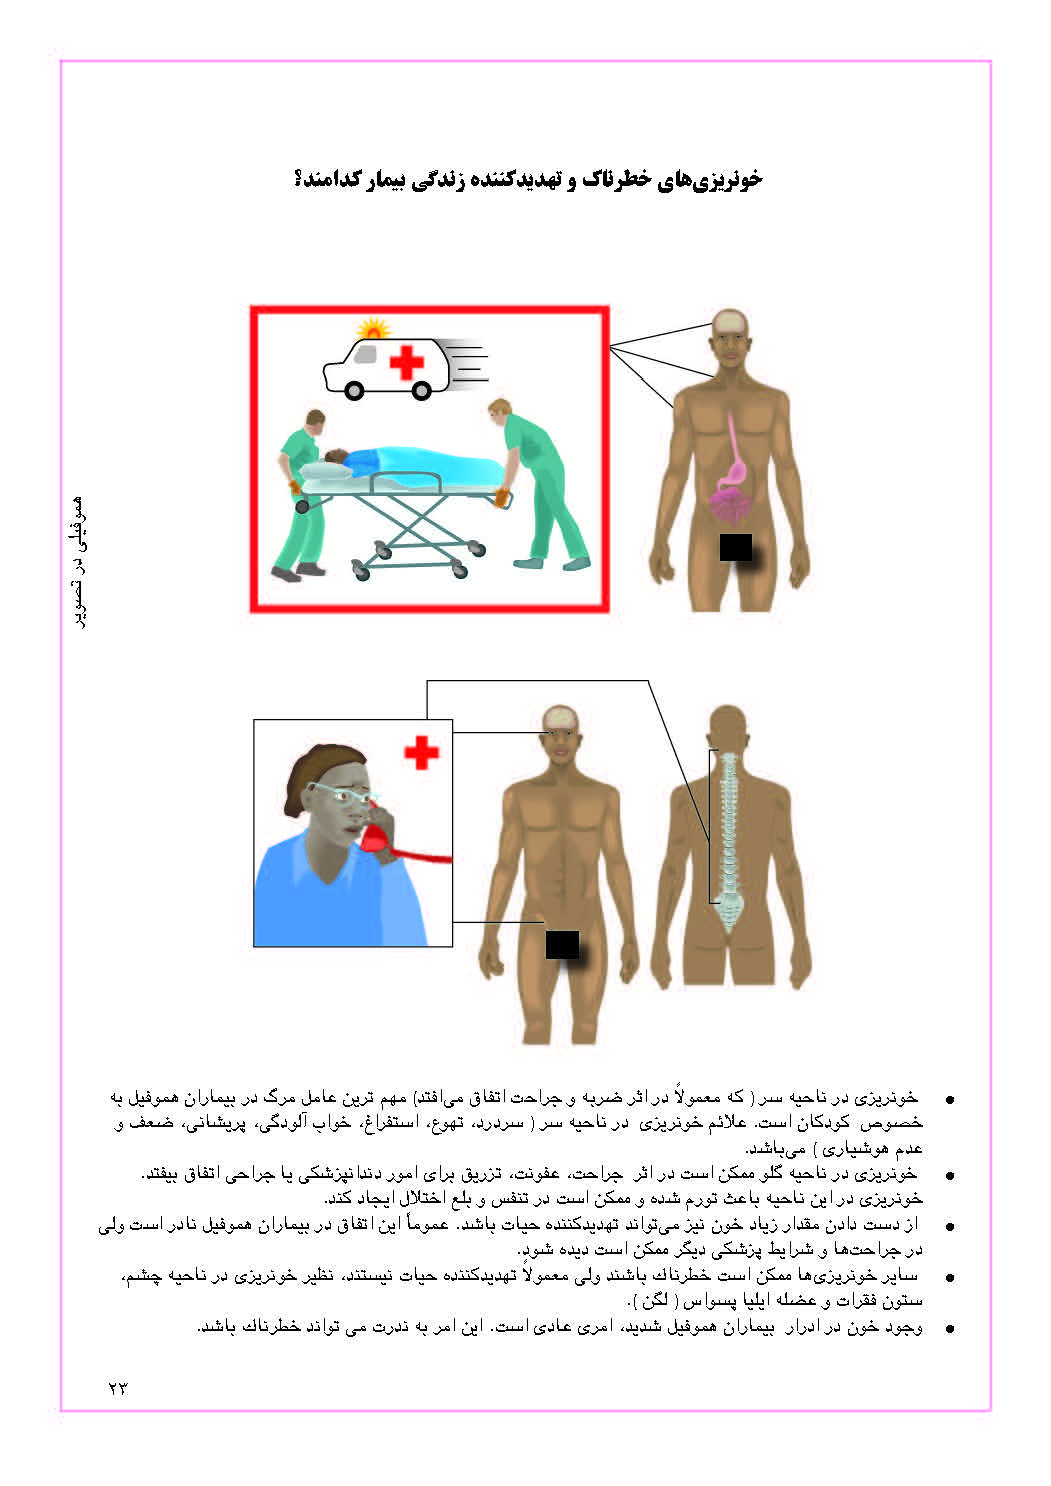 خونریزی‌های خطرناک و تهدیدکننده زندگی بیمار کدامند؟
هموفیلی در تصویر
• خونریزی در ناحیه سر ( که معمولاً در اثر ضربه و جراحت اتفاق می‌افتد) مهم ترین عامل مرگ در بیماران هموفیل به
خصوص کودکان است. علائم خونریزی در ناحیه سر ( سردرد، تهوع، استفراغ، خواب آلودگی، پریشانی، ضعف و
عدم هوشیاری ) می‌باشد.
• خونریزی در ناحیه گلو ممکن است در اثر جراحت، عفونت، تزریق برای امور دندانپزشکی یا جراحی اتفاق بیفتد.
خونریزی در این ناحیه باعث تورم شده و ممکن است در تنفس و بلع اختلال ایجاد کند.
• از دست دادن مقدار زیاد خون نیز می‌تواند تهدیدکننده حیات باشد. عموماً این اتفاق در بیماران هموفیل نادر است ولی
در جراحت‌ها و شرایط پزشکی دیگر ممکن است دیده شود.
• سایر خونریزی‌ها ممکن است خطرناك باشند ولی معمولاً تهدیدکننده حیات نیستند، نظیر خونریزی در ناحیه چشم،
ستون فقرات و عضله ایلیا پسواس ( لگن ).
• وجود خون در ادرار بیماران هموفیل شدید، امری عادی است. این امر به ندرت می تواند خطرناك باشد.
۲۳